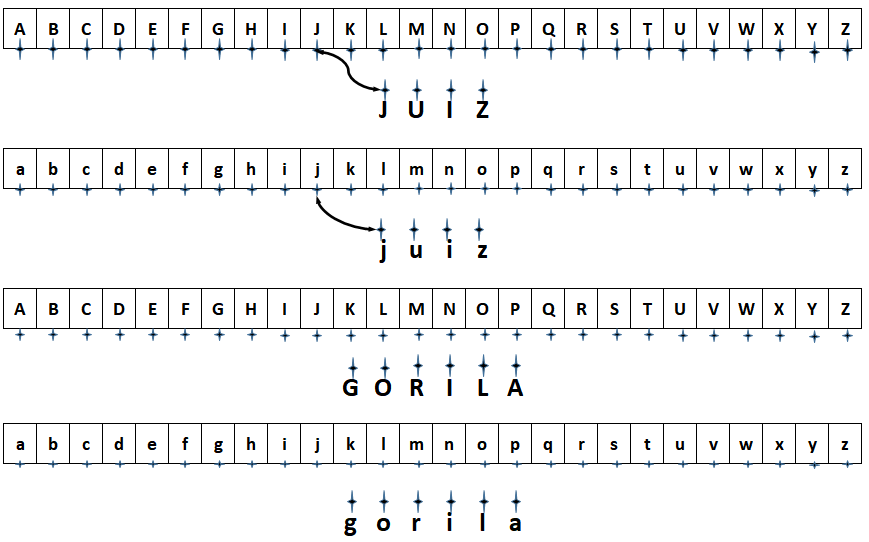 A B C D E F G H I J K L M N O P Q R S T U V W X Y Z
J U I Z
a b c d e f g h i j k l m n o p q r s t u v w x y z
j u i z
A B C D E F G H I J K L M N O P Q R S T U V W X Y Z
G O R I L A
a b c d e f g h i j k l m n o p q r s t u v w x y z
g o r i l a